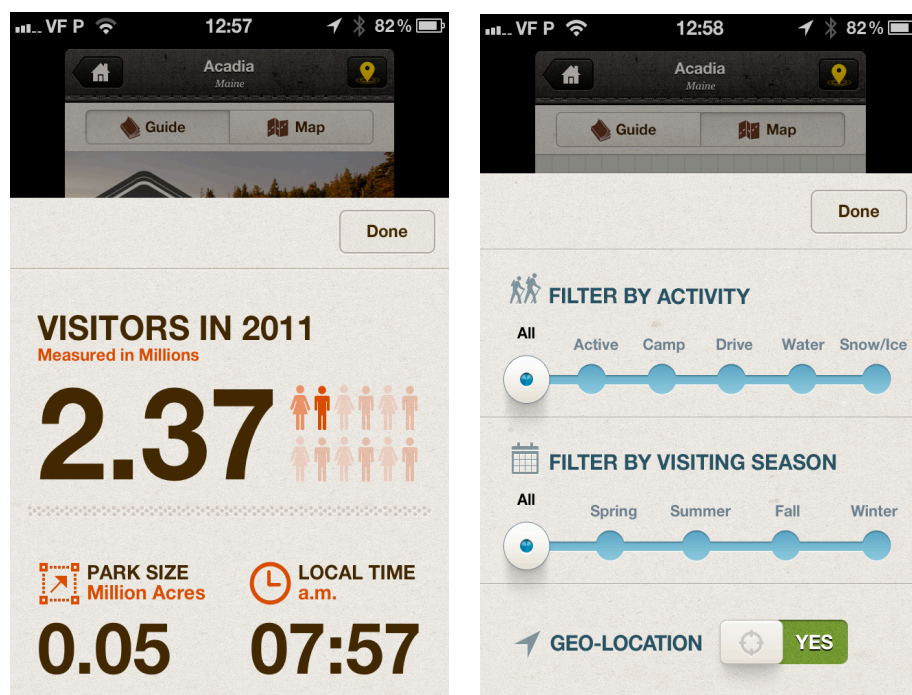 VF P 12:57 82%
Acadia
Maine
Guide Map
Done
VISITORS IN 2011
Measured in Millions
2.37
PARK SIZE
Million Acres
0.05
LOCAL TIME
a.m.
07:57
VF P 12:58 82%
Acadia
Maine
Guide Map
Done
FILTER BY ACTIVITY
All Active Camp Drive Water Snow/Ice
FILTER BY VISITING SEASON
All Spring Summer Fall Winter
GEO-LOCATION YES